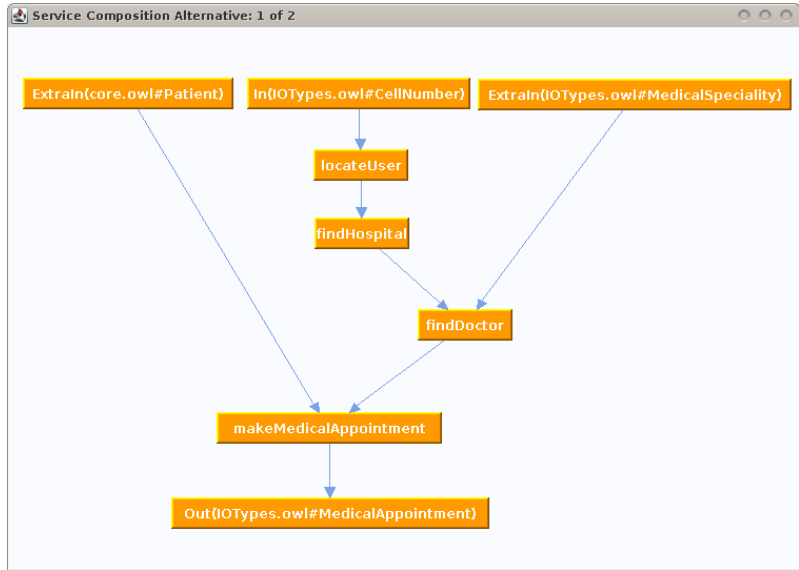 Service Composition Alternative: 1 of 2
ExtraIn(core.owl#Patient)
In(IOTypes.owl#CellNumber)
ExtraIn(IOTypes.owl#MedicalSpeciality)
locateUser
findHospital
findDoctor
makeMedicalAppointment
Out(IOTypes.owl#MedicalAppointment)